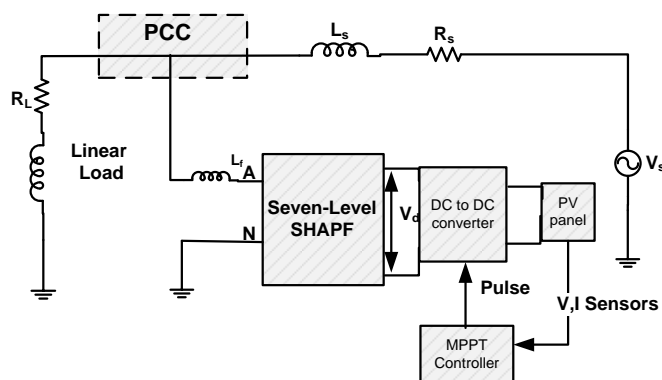 PCC
Ls
Rs
RL
Linear
Load
Lf
A
N
Seven-Level
SHAPF
Vd
DC to DC
converter
PV
panel
Vs
Pulse
V,I Sensors
MPPT
Controller